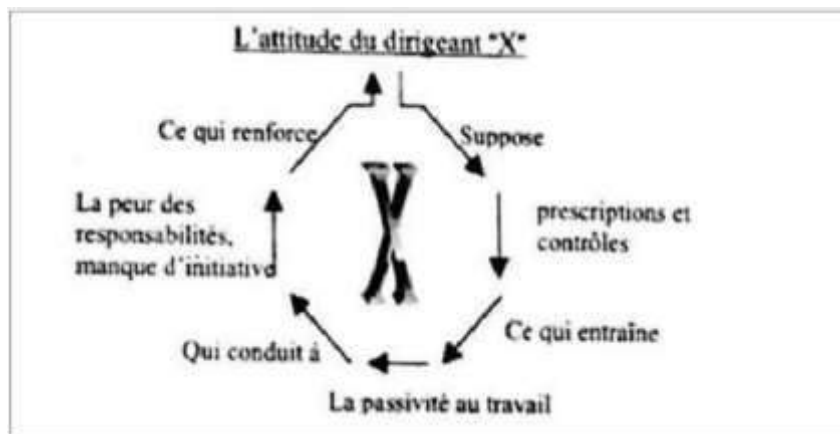 L'attitude du dirigeant "X"
Suppose
prescriptions et
contrôles
Ce qui entraîne
La passivité au travail
Qui conduit à
La peur des
responsabilités,
manque d'initiative
Ce qui renforce
X